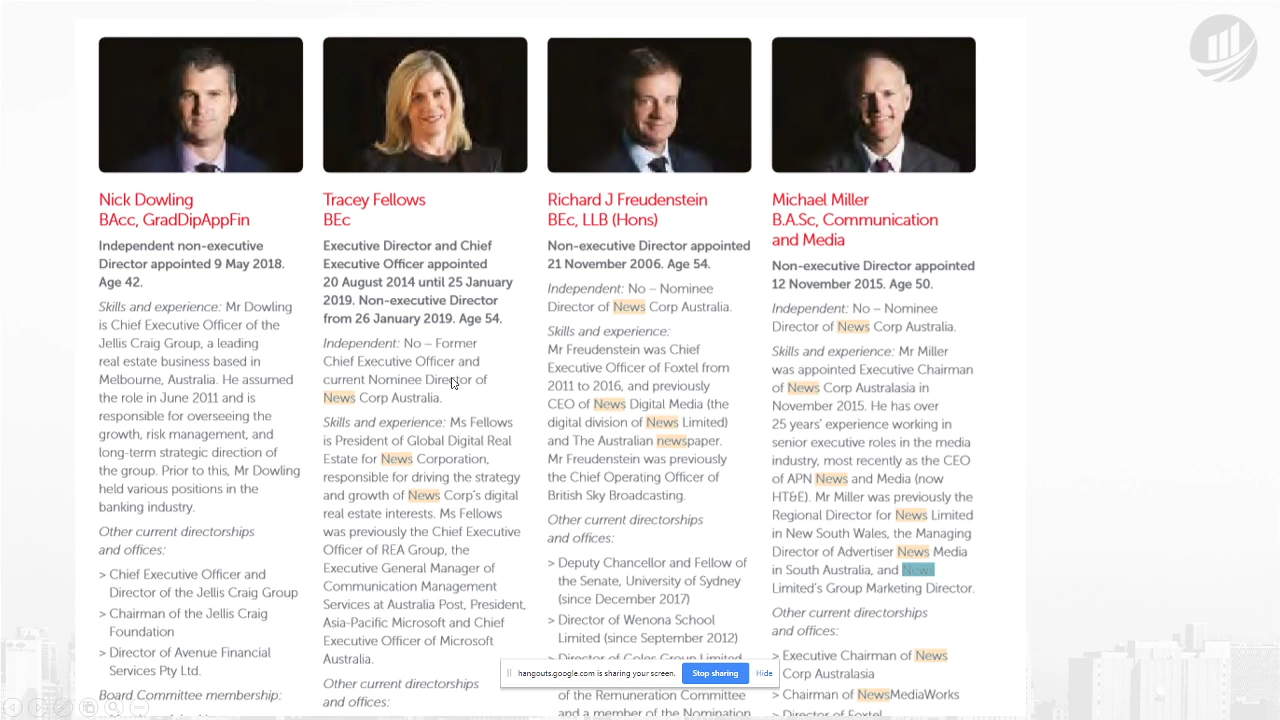 Nick Dowling
BAcc, GradDipAppFin
Independent non-executive
Director appointed 9 May 2018.
Age 42.
Skills and experience: Mr Dowling
is Chief Executive Officer of the
Jellis Craig Group, a leading
real estate business based in
Melbourne, Australia. He assumed
the role in June 2011 and is
responsible for overseeing the
growth, risk management, and
long-term strategic direction of
the group. Prior to this, Mr Dowling
held various positions in the
banking industry.
Other current directorships
and offices:
> Chief Executive Officer and
Director of the Jellis Craig Group
> Chairman of the Jellis Craig
Foundation
> Director of Avenue Financial
Services Pty Ltd.
Board Committee membership:
Tracey Fellows
BEc
Executive Director and Chief
Executive Officer appointed
20 August 2014 until 25 January
2019. Non-executive Director
from 26 January 2019. Age 54.
Independent: No – Former
Chief Executive Officer and
current Nominee Director of
News Corp Australia.
Skills and experience: Ms Fellows
is President of Global Digital Real
Estate for News Corporation,
responsible for driving the strategy
and growth of News Corp's digital
real estate interests. Ms Fellows
was previously the Chief Executive
Officer of REA Group, the
Executive General Manager of
Communication Management
Services at Australia Post, President,
Asia-Pacific Microsoft and Chief
Executive Officer of Microsoft
Australia.
Other current directorships
and offices:
Richard J Freudenstein
BEc, LLB (Hons)
Non-executive Director appointed
21 November 2006. Age 54.
Independent: No – Nominee
Director of News Corp Australia.
Skills and experience:
Mr Freudenstein was Chief
Executive Officer of Foxtel from
2011 to 2016, and previously
CEO of News Digital Media (the
digital division of News Limited)
and The Australian newspaper.
Mr Freudenstein was previously
the Chief Operating Officer of
British Sky Broadcasting.
Other current directorships
and offices:
> Deputy Chancellor and Fellow of
the Senate, University of Sydney
(since December 2017)
> Director of Wenona School
Limited (since September 2012)
> Director of Coles Group Limited
of the Remuneration Committee
and a member of the Nomination
Michael Miller
B.A.Sc, Communication
and Media
Non-executive Director appointed
12 November 2015. Age 50.
Independent: No – Nominee
Director of News Corp Australia.
Skills and experience: Mr Miller
was appointed Executive Chairman
of News Corp Australasia in
November 2015. He has over
25 years' experience working in
senior executive roles in the media
industry, most recently as the CEO
of APN News and Media (now
HT&E). Mr Miller was previously the
Regional Director for News Limited
in New South Wales, the Managing
Director of Advertiser News Media
in South Australia, and News
Limited's Group Marketing Director.
Other current directorships
and offices:
> Executive Chairman of News
Corp Australasia
> Chairman of NewsMediaWorks
> Director of Foxtel
hangouts.google.com is sharing your screen.
Stop sharing
Hide